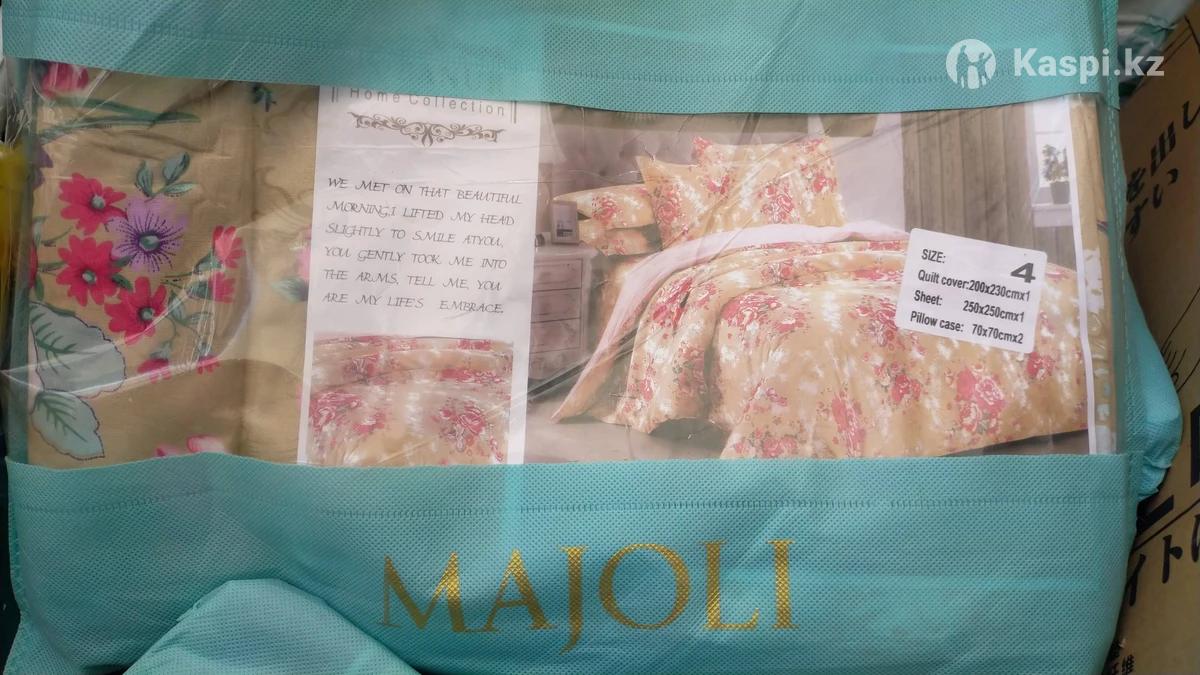 Kaspi.kz
Home Collection
WE MET ON THAT BEAUTIFUL
MORNING,I LIFTED MY HEAD
SLIGHTLY TO SMILE ATYOU,
YOU GENTLY TOOK ME INTO
THE ARMS, TELL ME, YOU
ARE MY LIFE'S EMBRACE.
SIZE: 4
Quilt cover:200x230cmx1
Sheet: 250x250cmx1
Pillow case: 70x70cmx2
MAJOLI